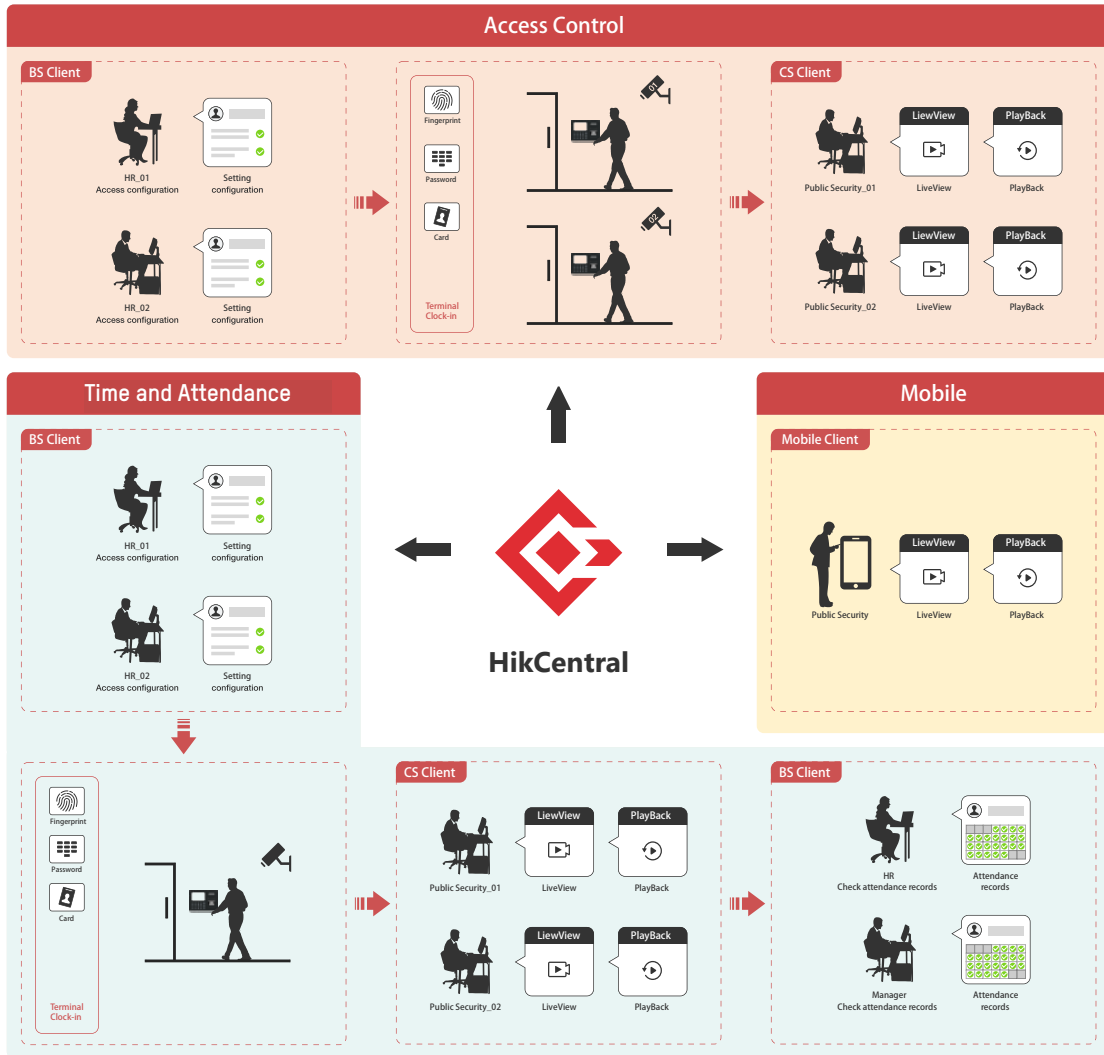 Access Control
BS Client
HR_01
Access configuration
Setting
configuration
HR_02
Access configuration
Setting
configuration
Fingerprint
Password
Card
Terminal
Clock-in
01
02
CS Client
LiewView
PlayBack
Public Security_01
LiveView
PlayBack
LiewView
PlayBack
Public Security_02
LiveView
PlayBack
Time and Attendance
BS Client
HR_01
Access configuration
Setting
configuration
HR_02
Access configuration
Setting
configuration
HikCentral
Mobile
Mobile Client
LiewView
PlayBack
Public Security
LiveView
PlayBack
Fingerprint
Password
Card
Terminal
Clock-in
CS Client
LiewView
PlayBack
Public Security_01
LiveView
PlayBack
LiewView
PlayBack
Public Security_02
LiveView
PlayBack
BS Client
HR
Check attendance records
Attendance
records
Manager
Check attendance records
Attendance
records